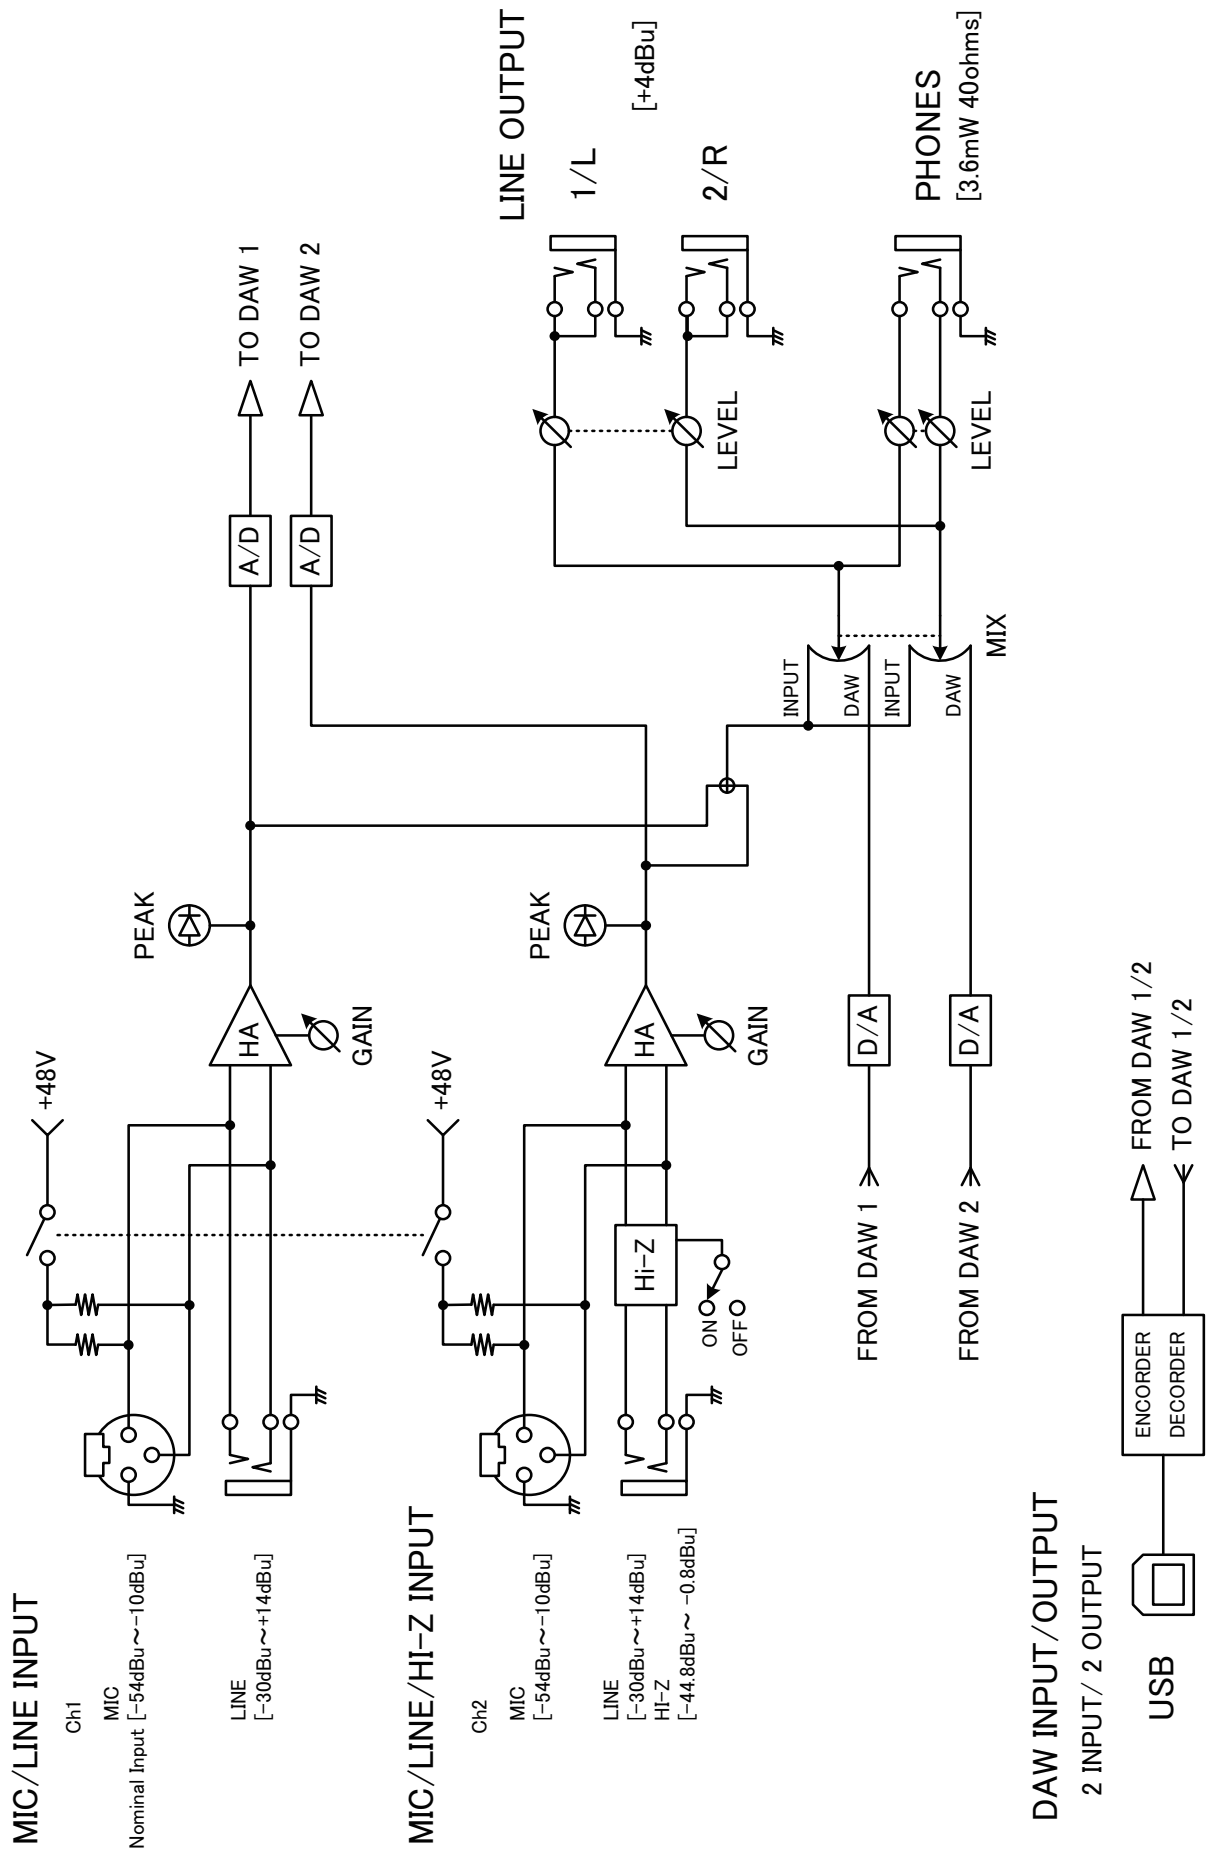 MIC/LINE INPUT
Ch1
MIC
Nominal Input [-54dBu～-10dBu]
LINE
[-30dBu～+14dBu]
+48V
HA
GAIN
PEAK
A/D
TO DAW 1
A/D
TO DAW 2
MIC/LINE/HI-Z INPUT
Ch2
MIC
[-54dBu～-10dBu]
LINE
[-30dBu～+14dBu]
HI-Z
[-44.8dBu～ -0.8dBu]
+48V
Hi-Z
ON
OFF
HA
GAIN
PEAK
LINE OUTPUT
1/L
[+4dBu]
2/R
LEVEL
PHONES
[3.6mW 40ohms]
LEVEL
INPUT
DAW
INPUT
DAW
MIX
FROM DAW 1
D/A
FROM DAW 2
D/A
DAW INPUT/OUTPUT
2 INPUT/ 2 OUTPUT
USB
ENCORDER
DECORDER
FROM DAW 1/2
TO DAW 1/2